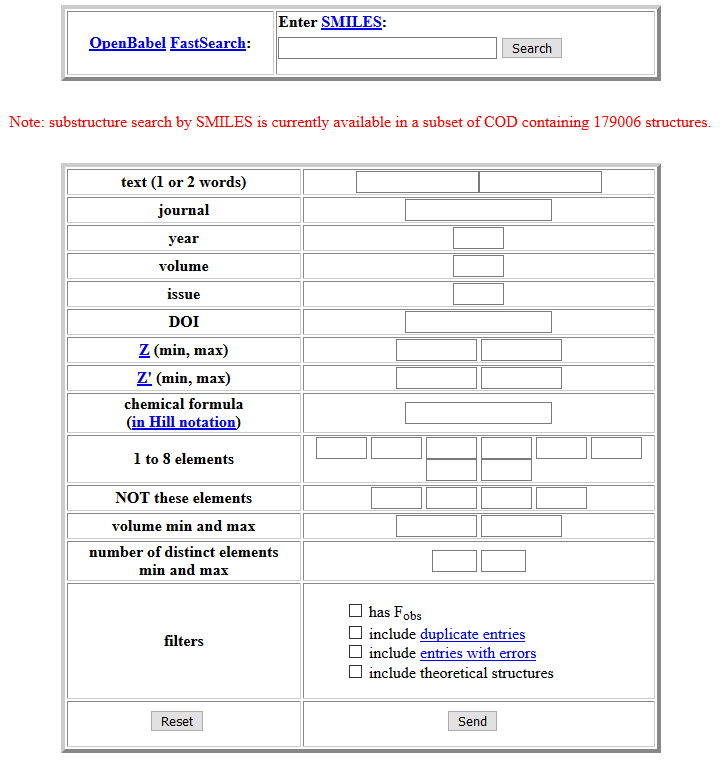 Enter SMILES:
OpenBabel FastSearch:
Search
Note: substructure search by SMILES is currently available in a subset of COD containing 179006 structures.
text (1 or 2 words)
journal
year
volume
issue
DOI
Z (min, max)
Z' (min, max)
chemical formula
(in Hill notation)
1 to 8 elements
NOT these elements
volume min and max
number of distinct elements
min and max
filters
has Fobs
include duplicate entries
include entries with errors
include theoretical structures
Reset
Send